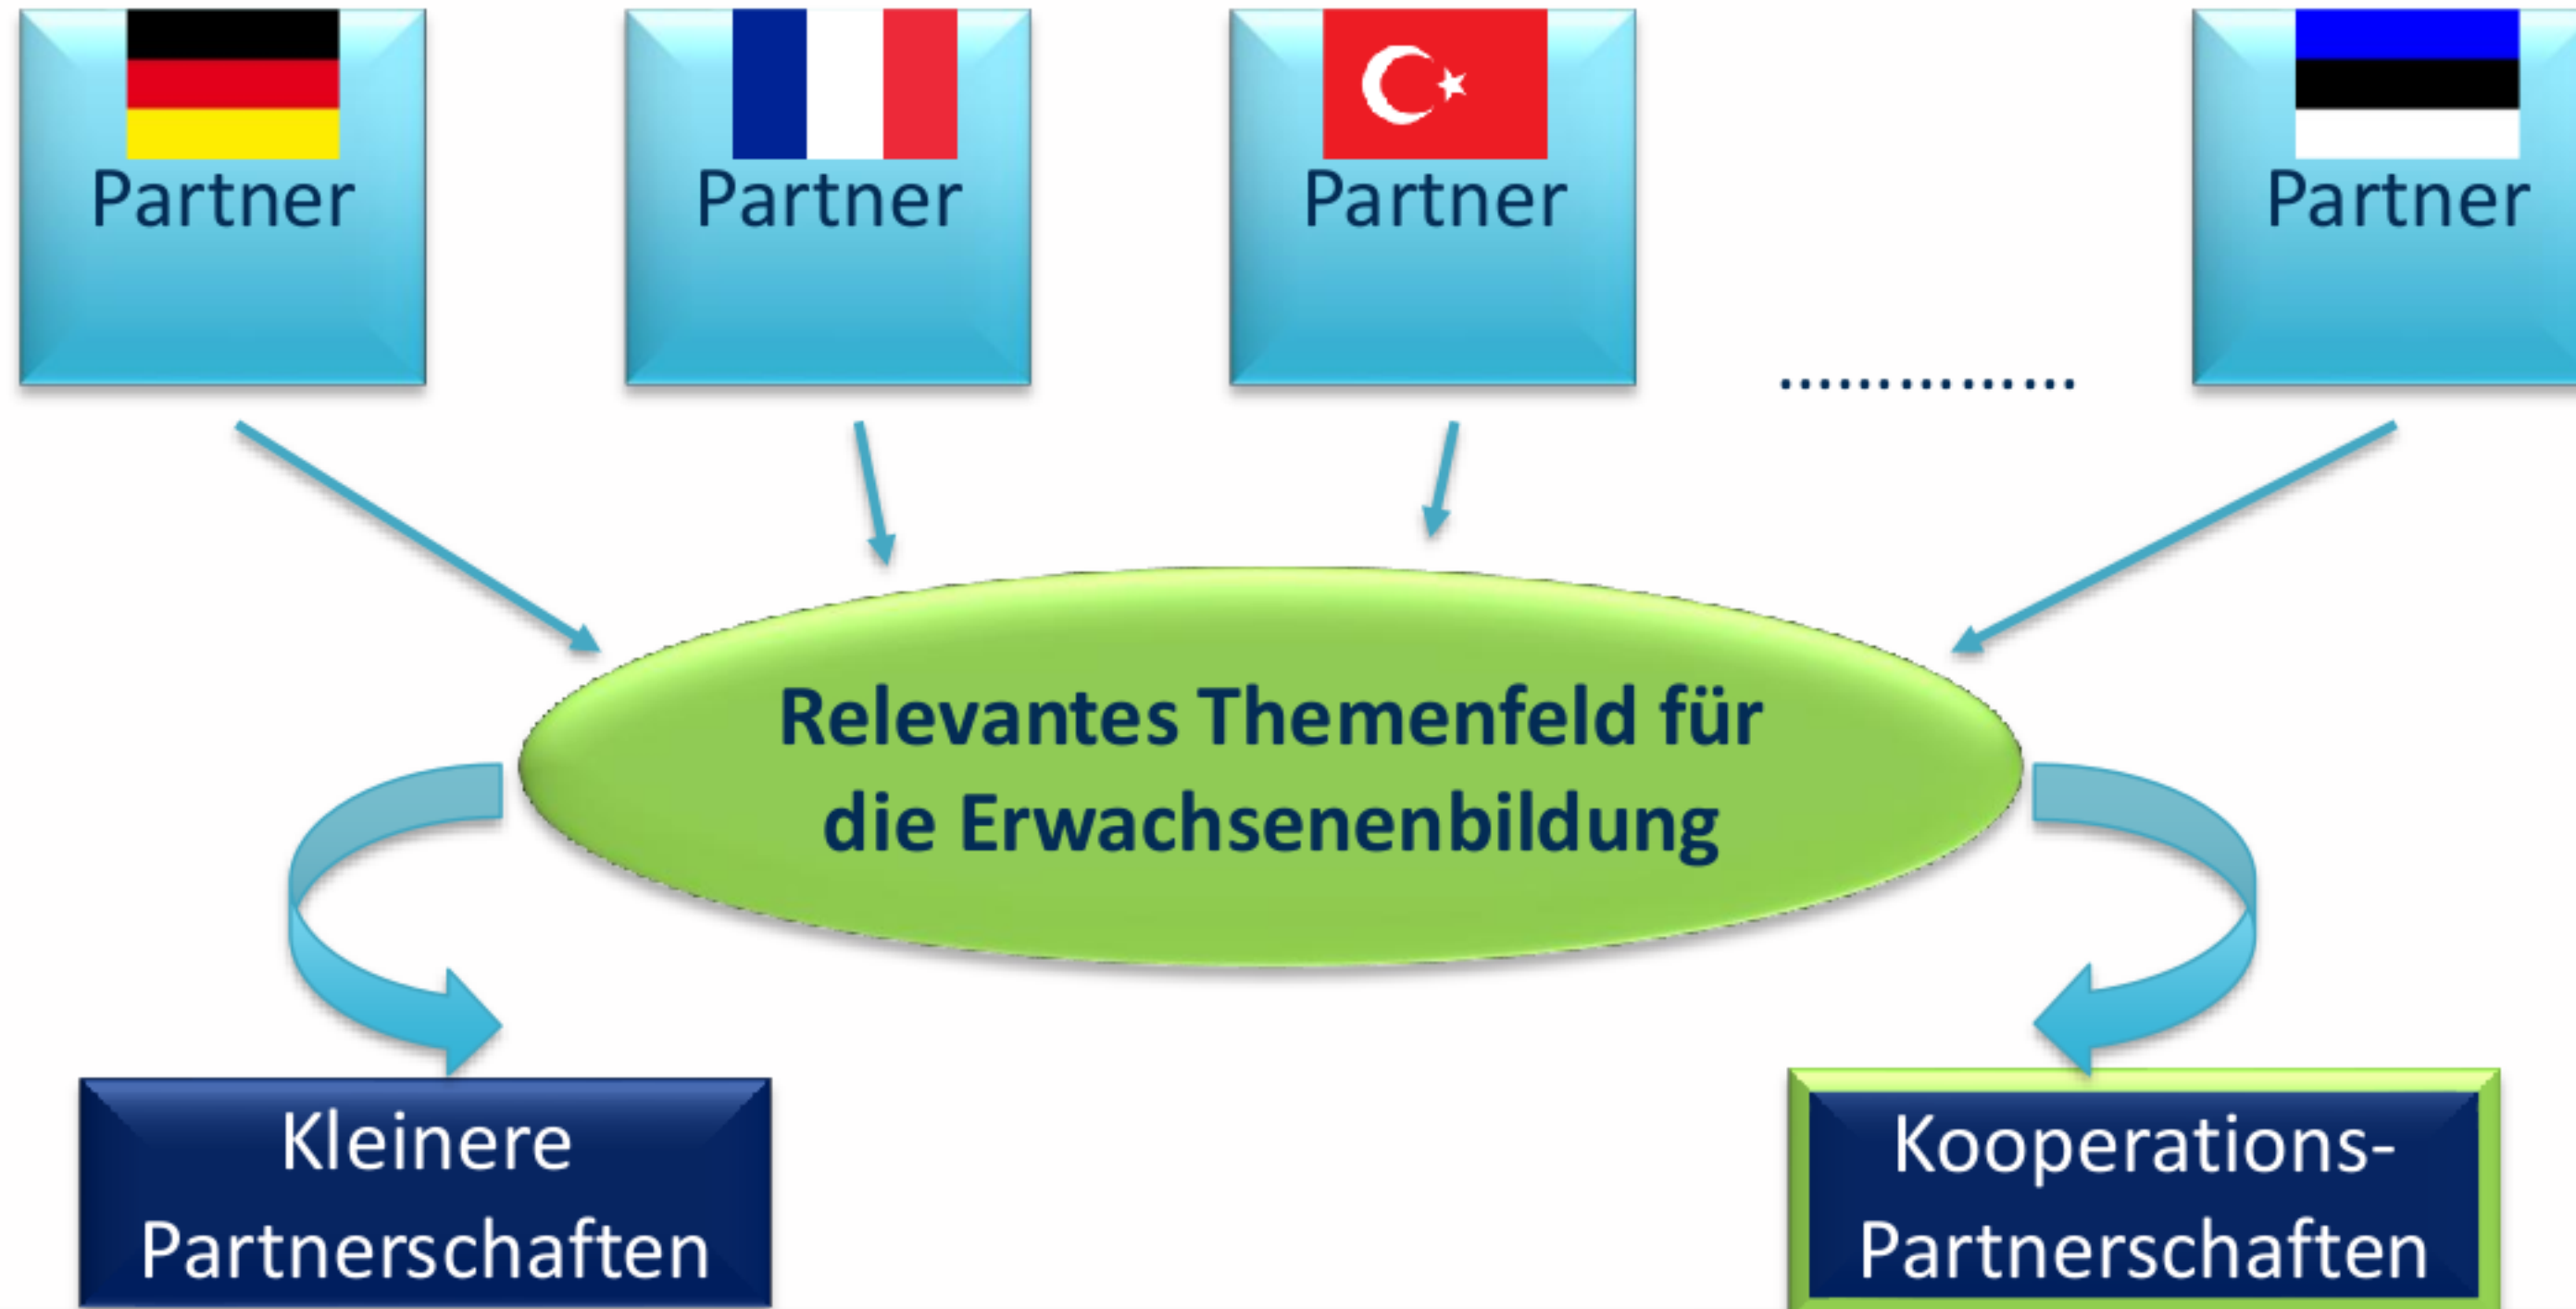 Partner
Partner
Partner
Partner
...............
Relevantes Themenfeld für
die Erwachsenenbildung
Kleinere
Partnerschaften
Kooperations-
Partnerschaften